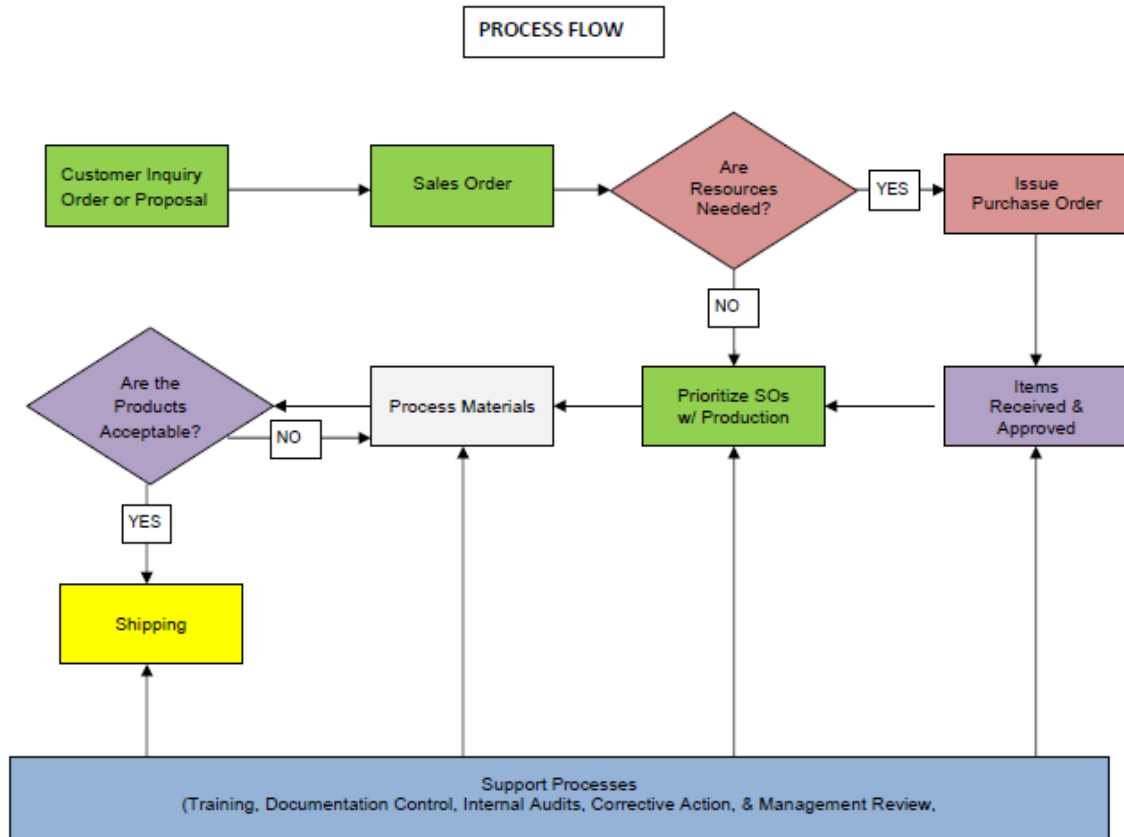 PROCESS FLOW
Customer Inquiry
Order or Proposal
Sales Order
Are
Resources
Needed?
YES
Issue
Purchase Order
NO
Are the
Products
Acceptable?
NO
Process Materials
Prioritize SOs
w/ Production
Items
Received &
Approved
YES
Shipping
Support Processes
(Training, Documentation Control, Internal Audits, Corrective Action, & Management Review,